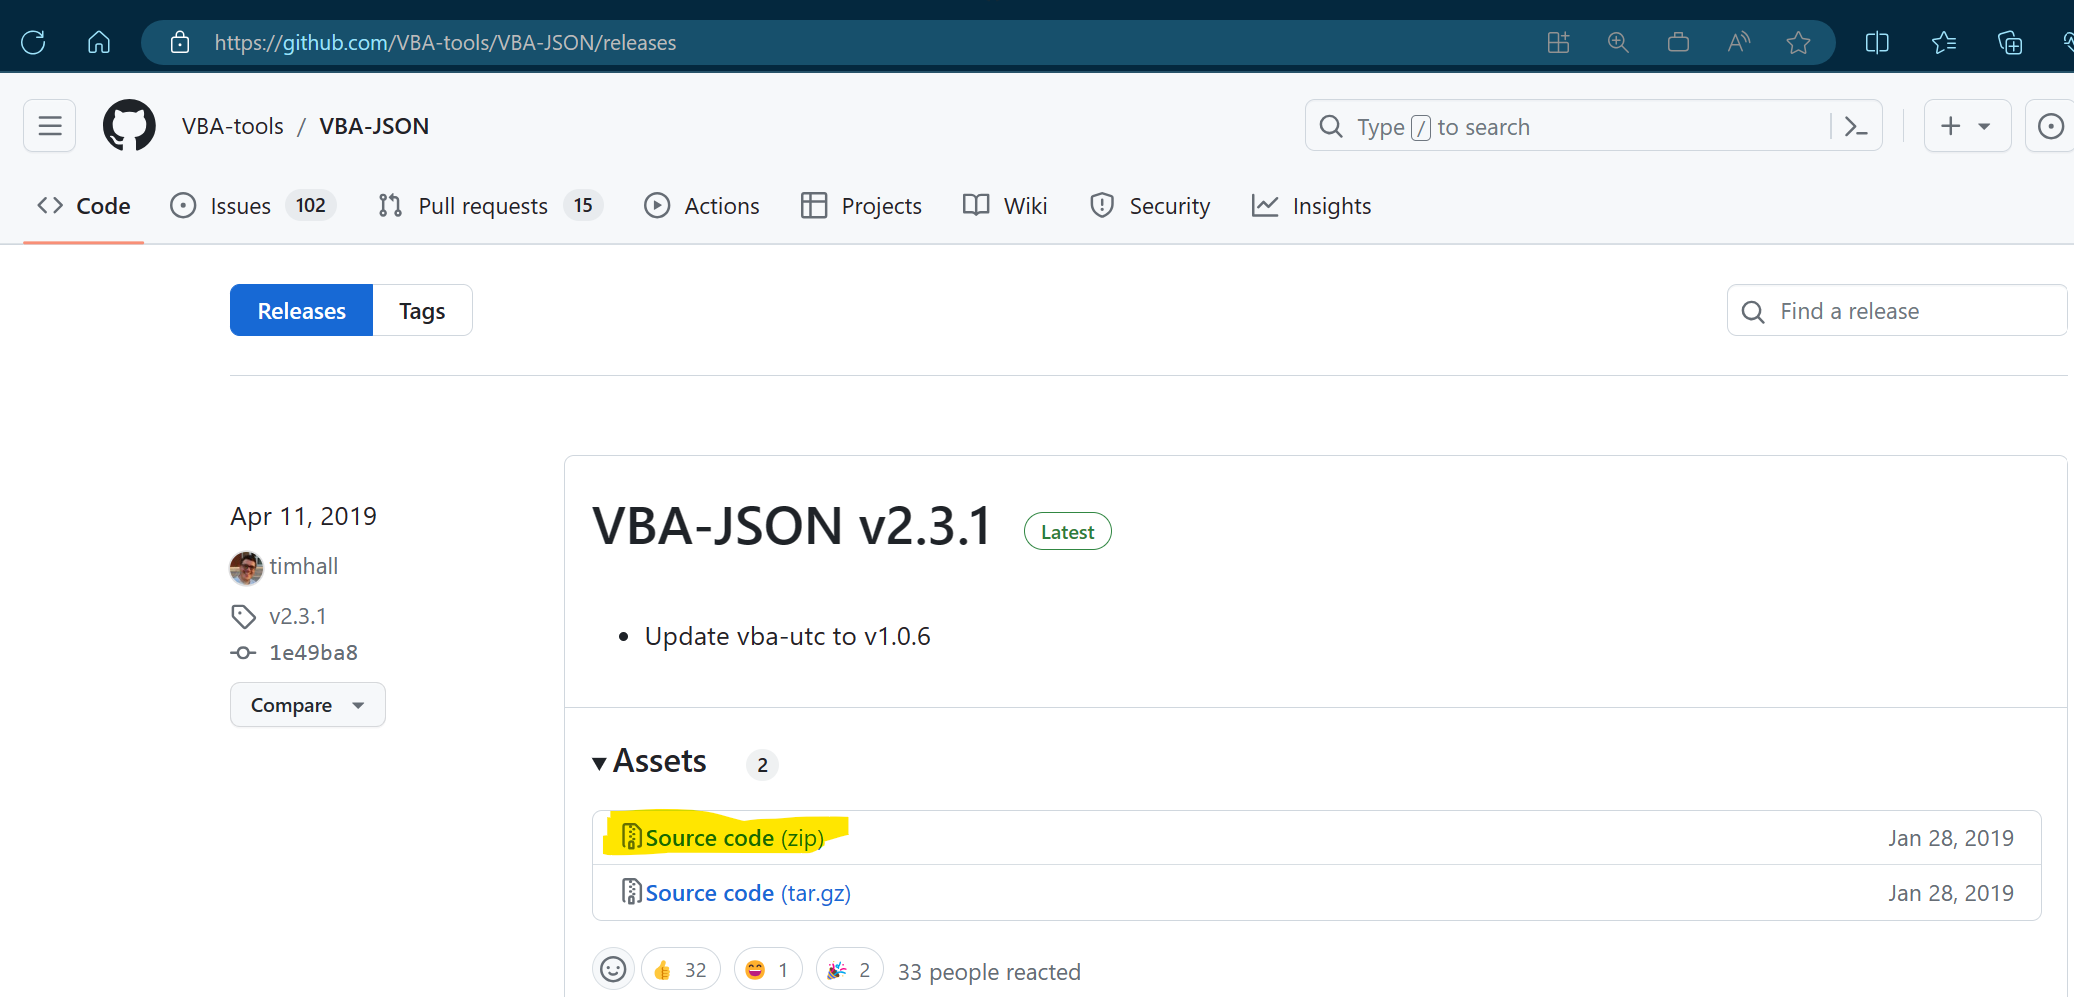 https://github.com/VBA-tools/VBA-JSON/releases
VBA-tools / VBA-JSON
Type / to search
Code
Issues 102
Pull requests 15
Actions
Projects
Wiki
Security
Insights
Releases
Tags
Find a release
Apr 11, 2019
timhall
v2.3.1
1e49ba8
Compare
VBA-JSON v2.3.1 Latest
• Update vba-utc to v1.0.6
Assets 2
Source code (zip) Jan 28, 2019
Source code (tar.gz) Jan 28, 2019
👍 32 😄 1 🎉 2 33 people reacted